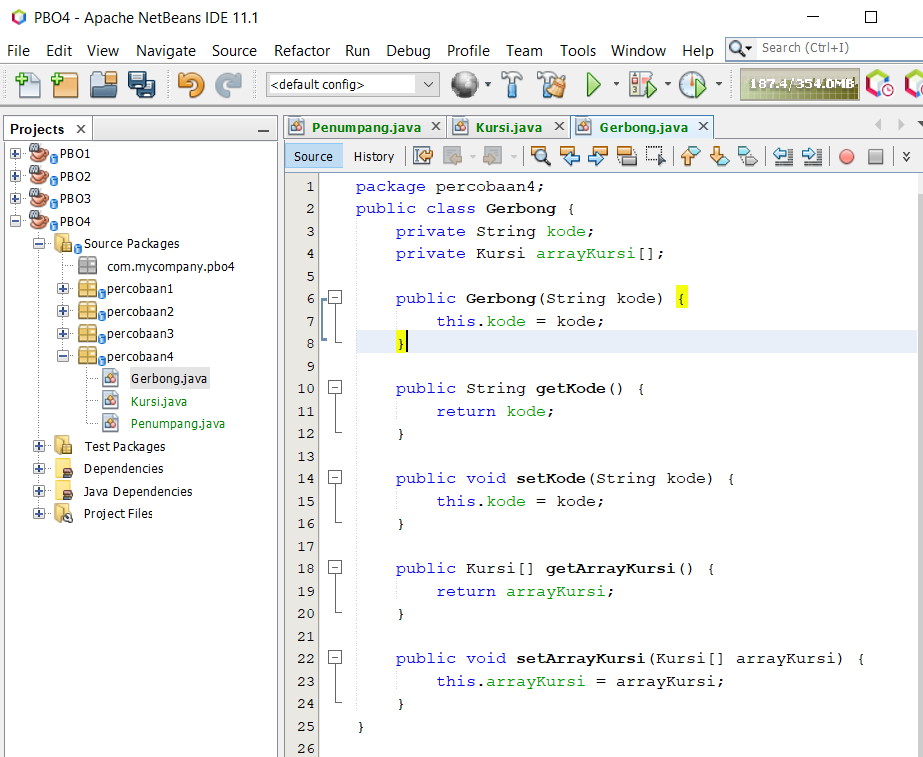 PBO4 - Apache NetBeans IDE 11.1
File Edit View Navigate Source Refactor Run Debug Profile Team Tools Window Help Search (Ctrl+I)
<default config> 187.4/354.0MB
Projects
PBO1
PBO2
PBO3
PBO4
Source Packages
com.mycompany.pbo4
percobaan1
percobaan2
percobaan3
percobaan4
Gerbong.java
Kursi.java
Penumpang.java
Test Packages
Dependencies
Java Dependencies
Project Files
Penumpang.java Kursi.java Gerbong.java
Source History
1 package percobaan4;
2 public class Gerbong {
3 private String kode;
4 private Kursi arrayKursi[];
5
6 public Gerbong(String kode) {
7 this.kode = kode;
8 }
9
10 public String getKode() {
11 return kode;
12 }
13
14 public void setKode(String kode) {
15 this.kode = kode;
16 }
17
18 public Kursi[] getArrayKursi() {
19 return arrayKursi;
20 }
21
22 public void setArrayKursi(Kursi[] arrayKursi) {
23 this.arrayKursi = arrayKursi;
24 }
25 }
26